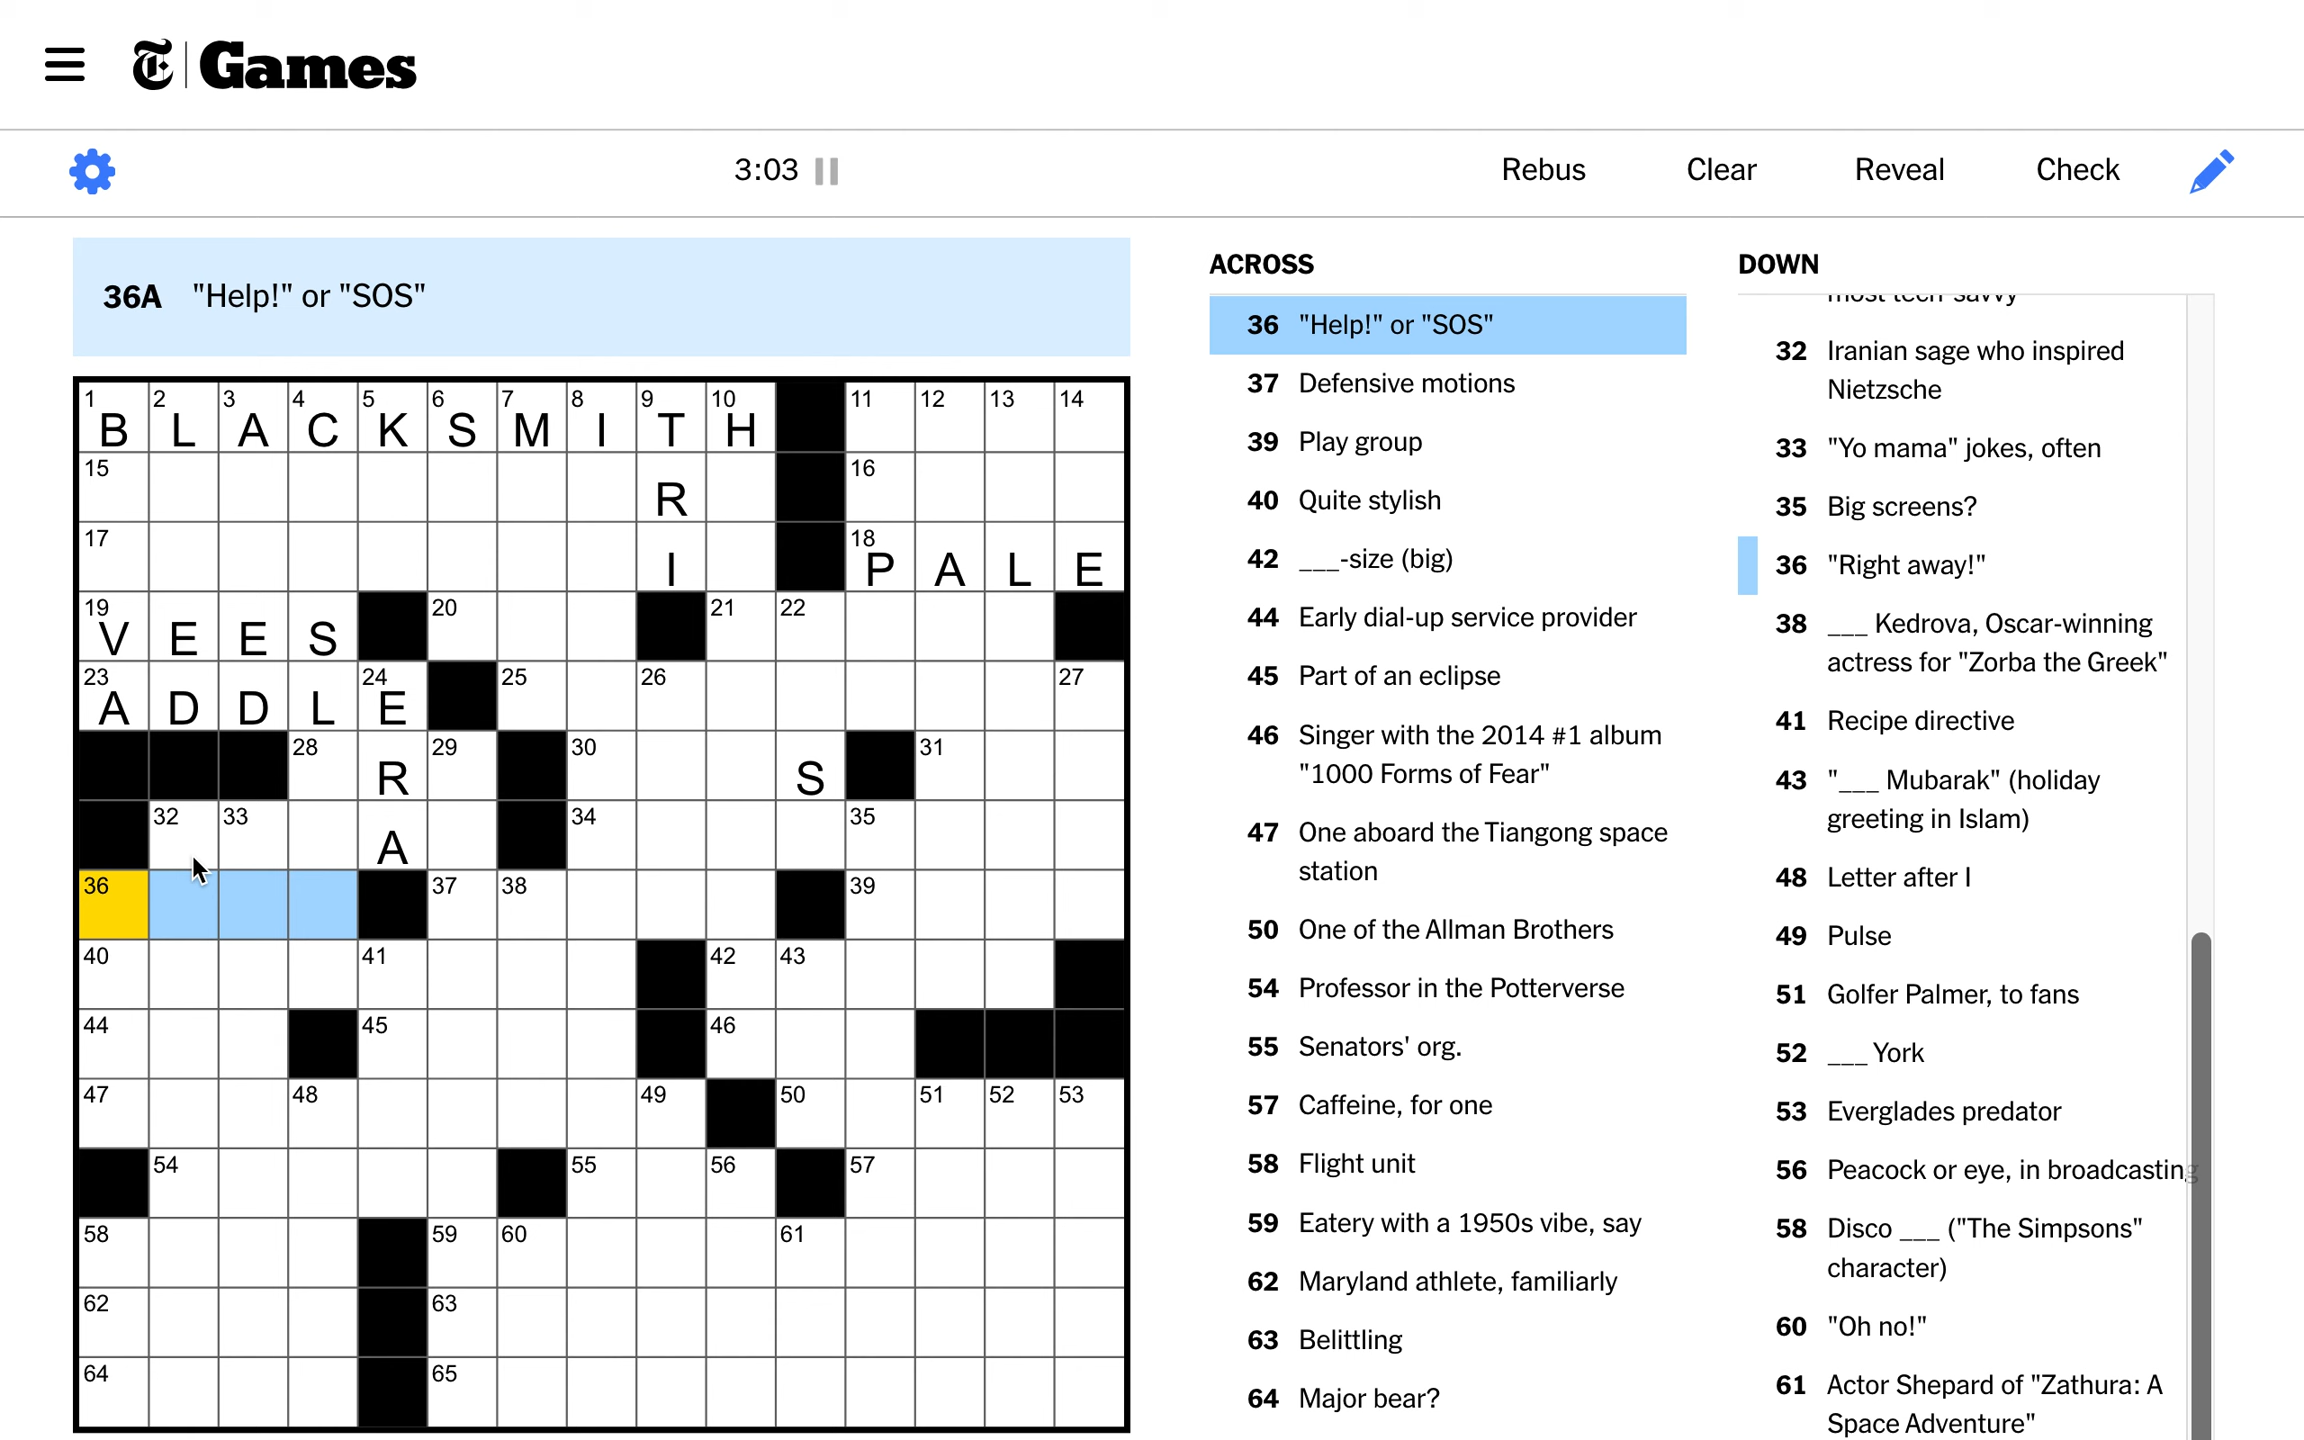 T Games
3:03
Rebus Clear Reveal Check
36A "Help!" or "SOS"
1 2 3 4 5 6 7 8 9 10 11 12 13 14
B L A C K S M I T H
15 16
R
17 18
I P A L E
19 20 21 22
V E E S
23 24 25 26 27
A D D L E
28 29 30 31
R S
32 33 34 35
A
36 37 38 39
40 41 42 43
44 45 46
47 48 49 50 51 52 53
54 55 56 57
58 59 60 61
62 63
64 65
ACROSS
36 "Help!" or "SOS"
37 Defensive motions
39 Play group
40 Quite stylish
42 ___-size (big)
44 Early dial-up service provider
45 Part of an eclipse
46 Singer with the 2014 #1 album
"1000 Forms of Fear"
47 One aboard the Tiangong space
station
50 One of the Allman Brothers
54 Professor in the Potterverse
55 Senators' org.
57 Caffeine, for one
58 Flight unit
59 Eatery with a 1950s vibe, say
62 Maryland athlete, familiarly
63 Belittling
64 Major bear?
DOWN
most tech-savvy
32 Iranian sage who inspired
Nietzsche
33 "Yo mama" jokes, often
35 Big screens?
36 "Right away!"
38 ___ Kedrova, Oscar-winning
actress for "Zorba the Greek"
41 Recipe directive
43 "___ Mubarak" (holiday
greeting in Islam)
48 Letter after I
49 Pulse
51 Golfer Palmer, to fans
52 ___ York
53 Everglades predator
56 Peacock or eye, in broadcasting
58 Disco ___ ("The Simpsons"
character)
60 "Oh no!"
61 Actor Shepard of "Zathura: A
Space Adventure"